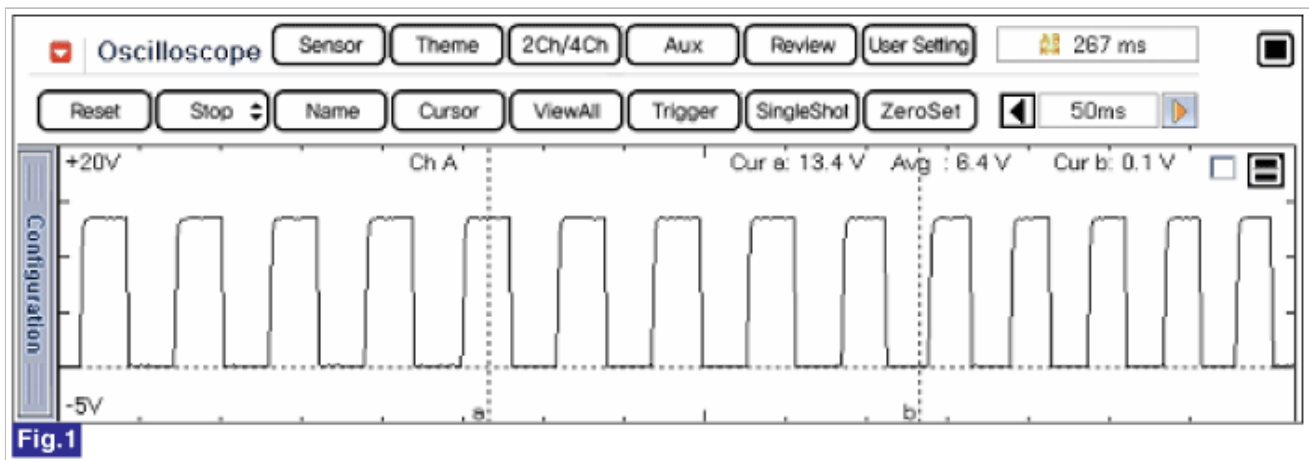 Oscilloscope Sensor Theme 2Ch/4Ch Aux Review User Setting 267 ms
Reset Stop Name Cursor ViewAll Trigger SingleShot ZeroSet 50ms
+20V Ch A Cur a: 13.4 V Avg : 6.4 V Cur b: 0.1 V
Configuration
-5V a b
Fig.1